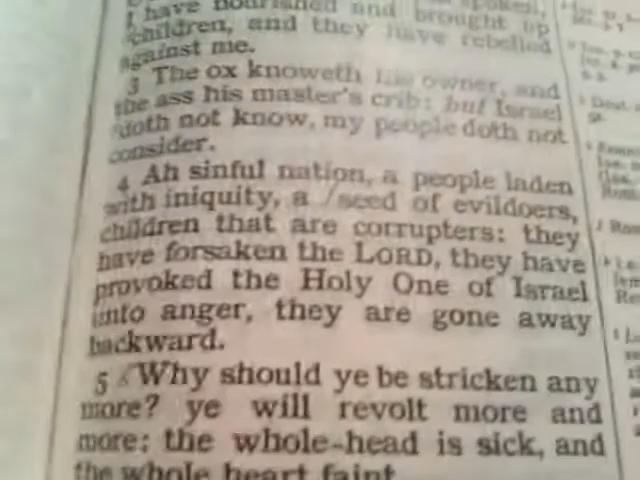 spoken,
I have nourished and brought up
children, and they have rebelled
against me.
3 The ox knoweth his owner, and
the ass his master's crib: but Israel
doth not know, my people doth not
consider.
4 Ah sinful nation, a people laden
with iniquity, a seed of evildoers,
children that are corrupters: they
have forsaken the LORD, they have
provoked the Holy One of Israel
unto anger, they are gone away
backward.
5 Why should ye be stricken any
more? ye will revolt more and
more: the whole-head is sick, and
the whole heart faint